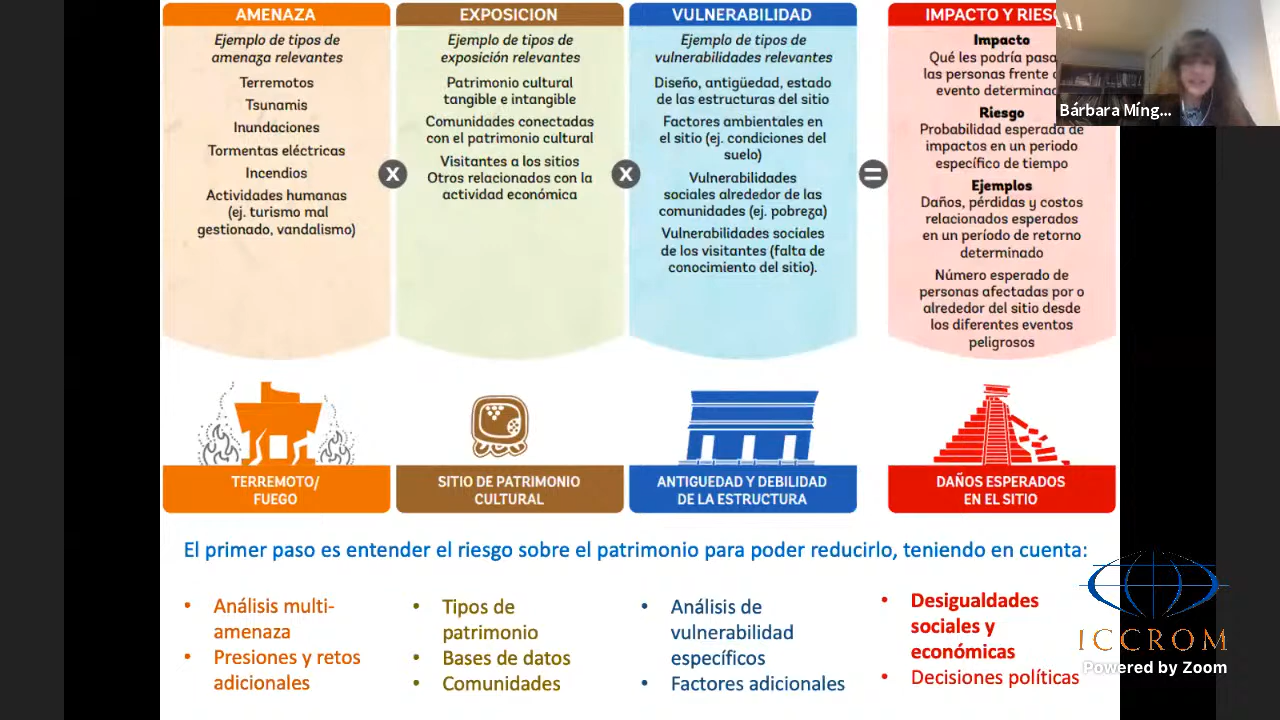 AMENAZA
Ejemplo de tipos de
amenaza relevantes
Terremotos
Tsunamis
Inundaciones
Tormentas eléctricas
Incendios
Actividades humanas
(ej. turismo mal
gestionado, vandalismo)
X
EXPOSICION
Ejemplo de tipos de
exposición relevantes
Patrimonio cultural
tangible e intangible
Comunidades conectadas
con el patrimonio cultural
Visitantes a los sitios
Otros relacionados con la
actividad económica
X
VULNERABILIDAD
Ejemplo de tipos de
vulnerabilidades relevantes
Diseño, antigüedad, estado
de las estructuras del sitio
Factores ambientales en
el sitio (ej. condiciones del
suelo)
Vulnerabilidades
sociales alrededor de las
comunidades (ej. pobreza)
Vulnerabilidades sociales
de los visitantes (falta de
conocimiento del sitio).
=
IMPACTO Y
Impacto
Qué les podría
las personas frente
evento
Riesgo
Probabilidad esperada de
impactos en un periodo
específico de tiempo
Ejemplos
Daños, pérdidas y costos
relacionados esperados
en un período de retorno
determinado
Número esperado de
personas afectadas por o
alrededor del sitio desde
los diferentes eventos
peligrosos
Bárbara Míng...
TERREMOTO/
FUEGO
SITIO DE PATRIMONIO
CULTURAL
ANTIGUEDAD Y DEBILIDAD
DE LA ESTRUCTURA
DAÑOS ESPERADOS
EN EL SITIO
El primer paso es entender el riesgo sobre el patrimonio para poder reducirlo, teniendo en cuenta:
• Análisis multi-
amenaza
• Presiones y retos
adicionales
• Tipos de
patrimonio
• Bases de datos
• Comunidades
• Análisis de
vulnerabilidad
específicos
• Factores adicionales
• Desigualdades
sociales y
económicas
• Decisiones políticas
ICCROM
Powered by Zoom